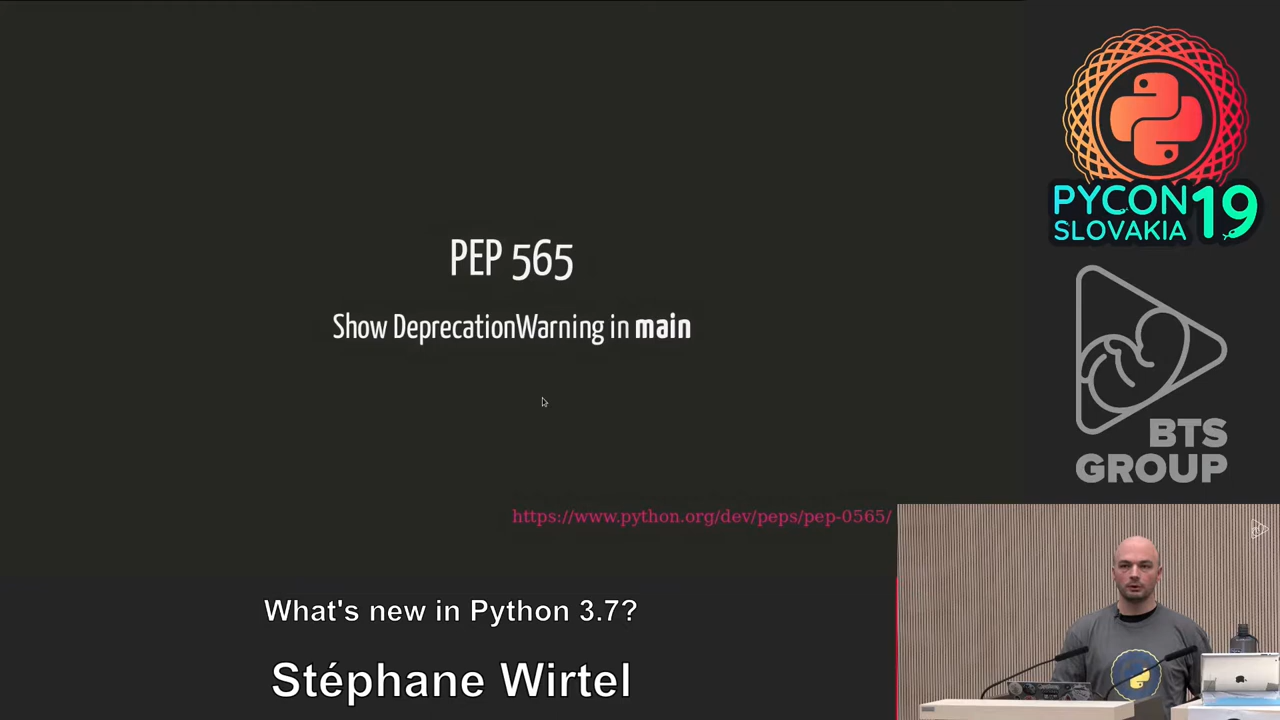 PEP 565
Show DeprecationWarning in main
https://www.python.org/dev/peps/pep-0565/
What's new in Python 3.7?
Stéphane Wirtel
PYCON 19
SLOVAKIA
BTS
GROUP